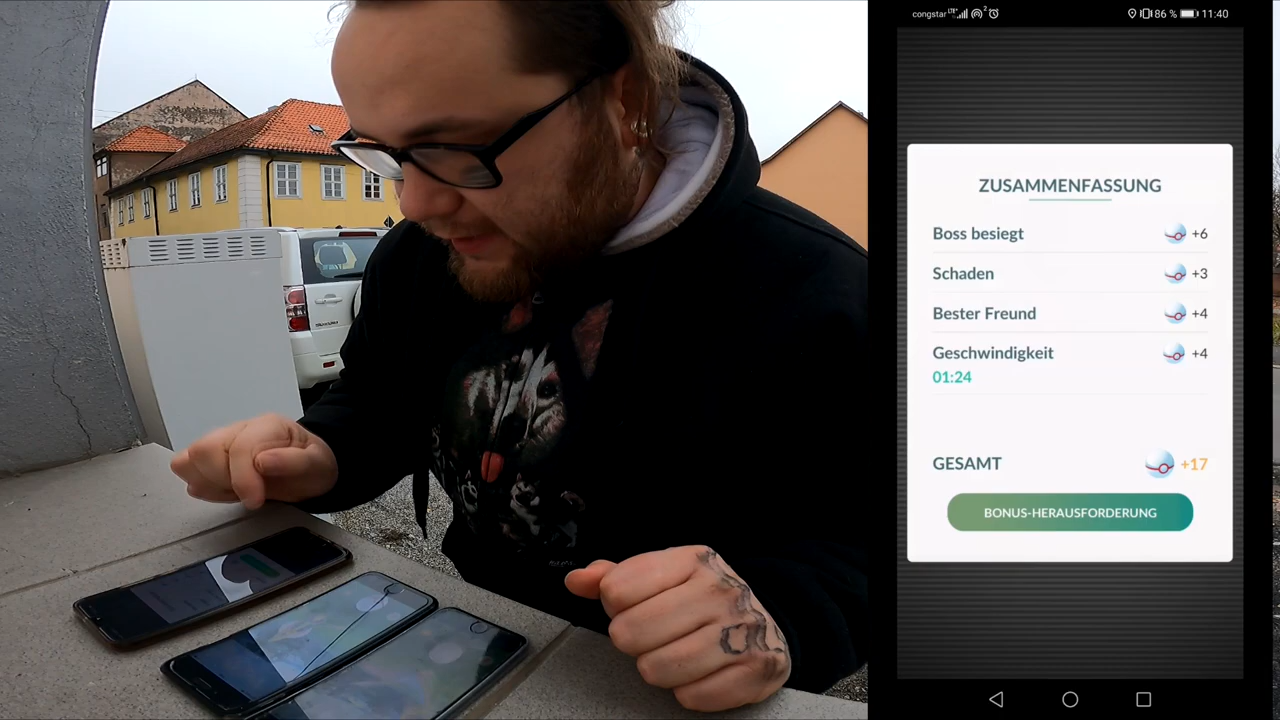 congstar 86 % 11:40
ZUSAMMENFASSUNG
Boss besiegt +6
Schaden +3
Bester Freund +4
Geschwindigkeit +4
01:24
GESAMT +17
BONUS-HERAUSFORDERUNG